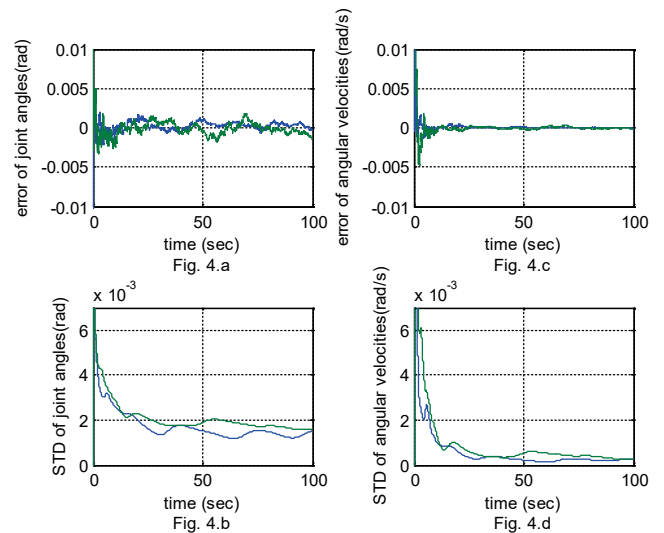 error of joint angles(rad)
0.01
0.005
0
-0.005
-0.01
0
50
100
time (sec)
Fig. 4.a
error of angular velocities(rad/s)
0.01
0.005
0
-0.005
-0.01
0
50
100
time (sec)
Fig. 4.c
x 10^-3
STD of joint angles(rad)
6
4
2
0
0
50
100
time (sec)
Fig. 4.b
x 10^-3
STD of angular velocities(rad/s)
6
4
2
0
0
50
100
time (sec)
Fig. 4.d